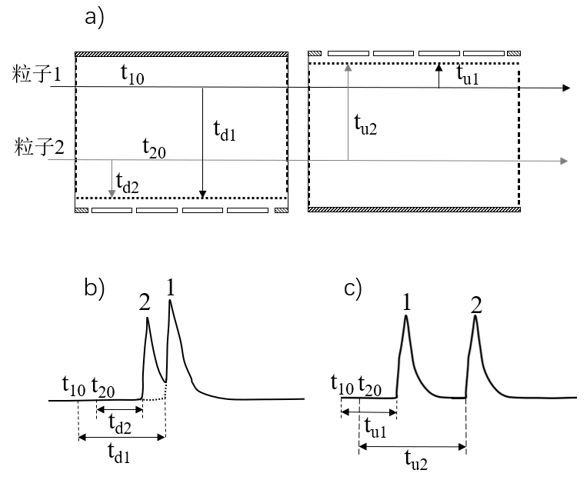 a)
粒子1
t10
tu1
td1
tu2
粒子2
t20
td2
b)
2
1
t10 t20
td2
td1
c)
1
2
t10 t20
tu1
tu2